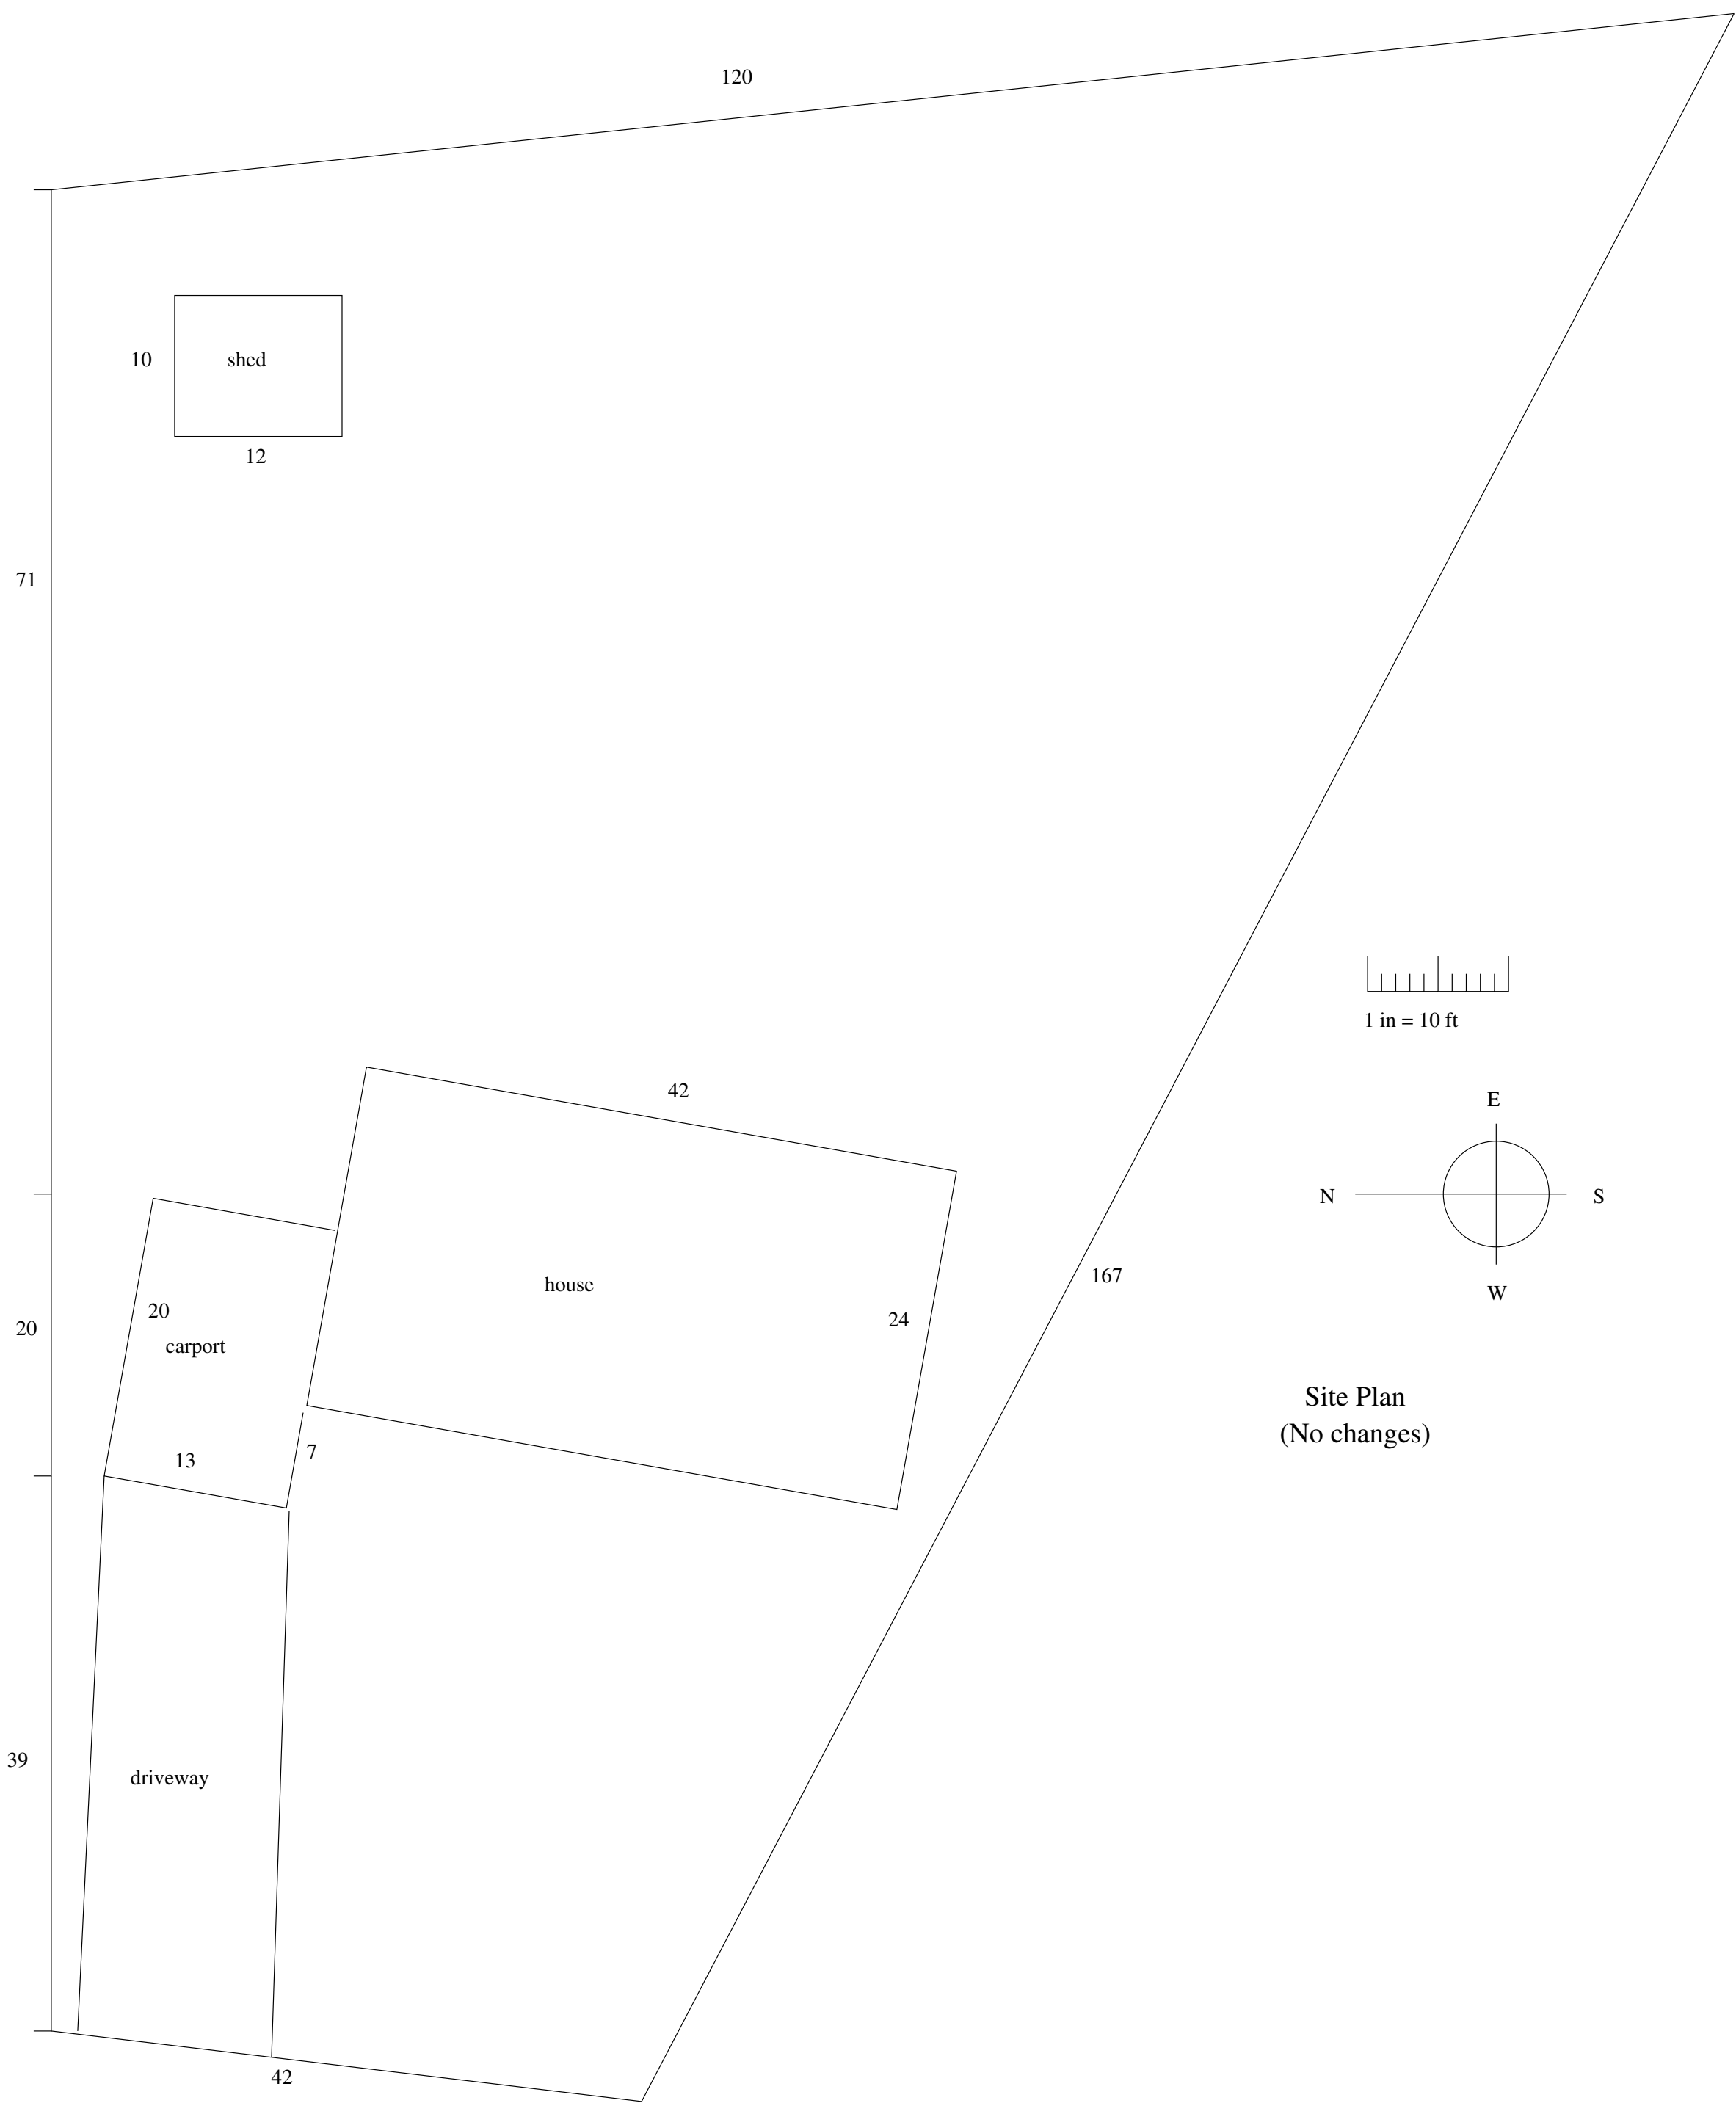 120
10
shed
12
71
1 in = 10 ft
42
E
N
S
W
house
167
20
24
20
carport
Site Plan
(No changes)
7
13
39
driveway
42